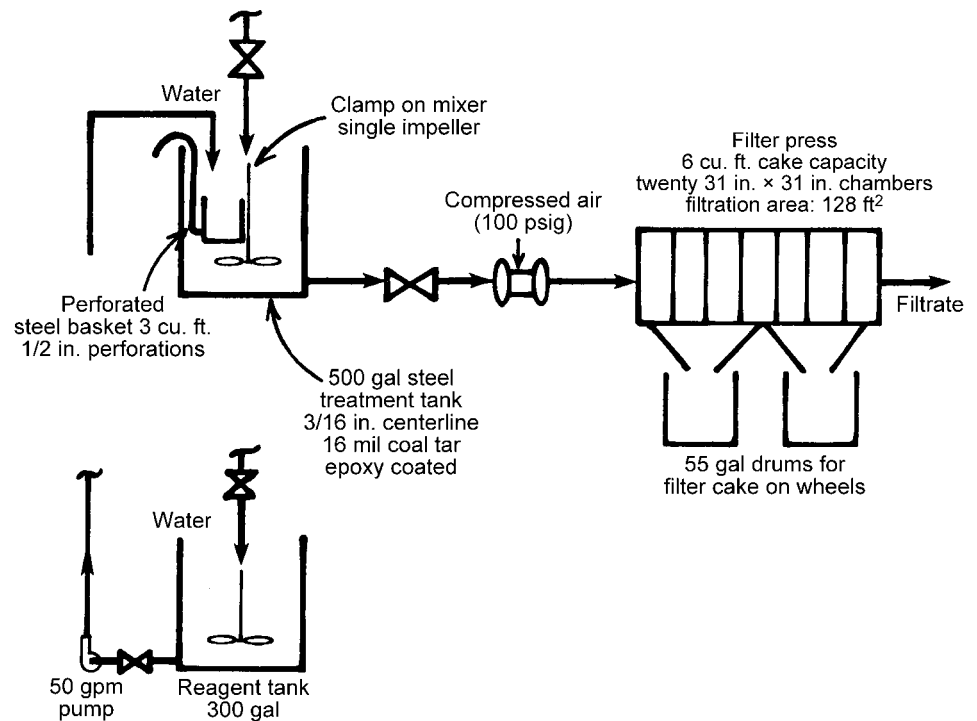 Water
Clamp on mixer
single impeller
Filter press
6 cu. ft. cake capacity
twenty 31 in. × 31 in. chambers
filtration area: 128 ft²
Compressed air
(100 psig)
Filtrate
Perforated
steel basket 3 cu. ft.
1/2 in. perforations
500 gal steel
treatment tank
3/16 in. centerline
16 mil coal tar
epoxy coated
55 gal drums for
filter cake on wheels
Water
50 gpm
pump
Reagent tank
300 gal